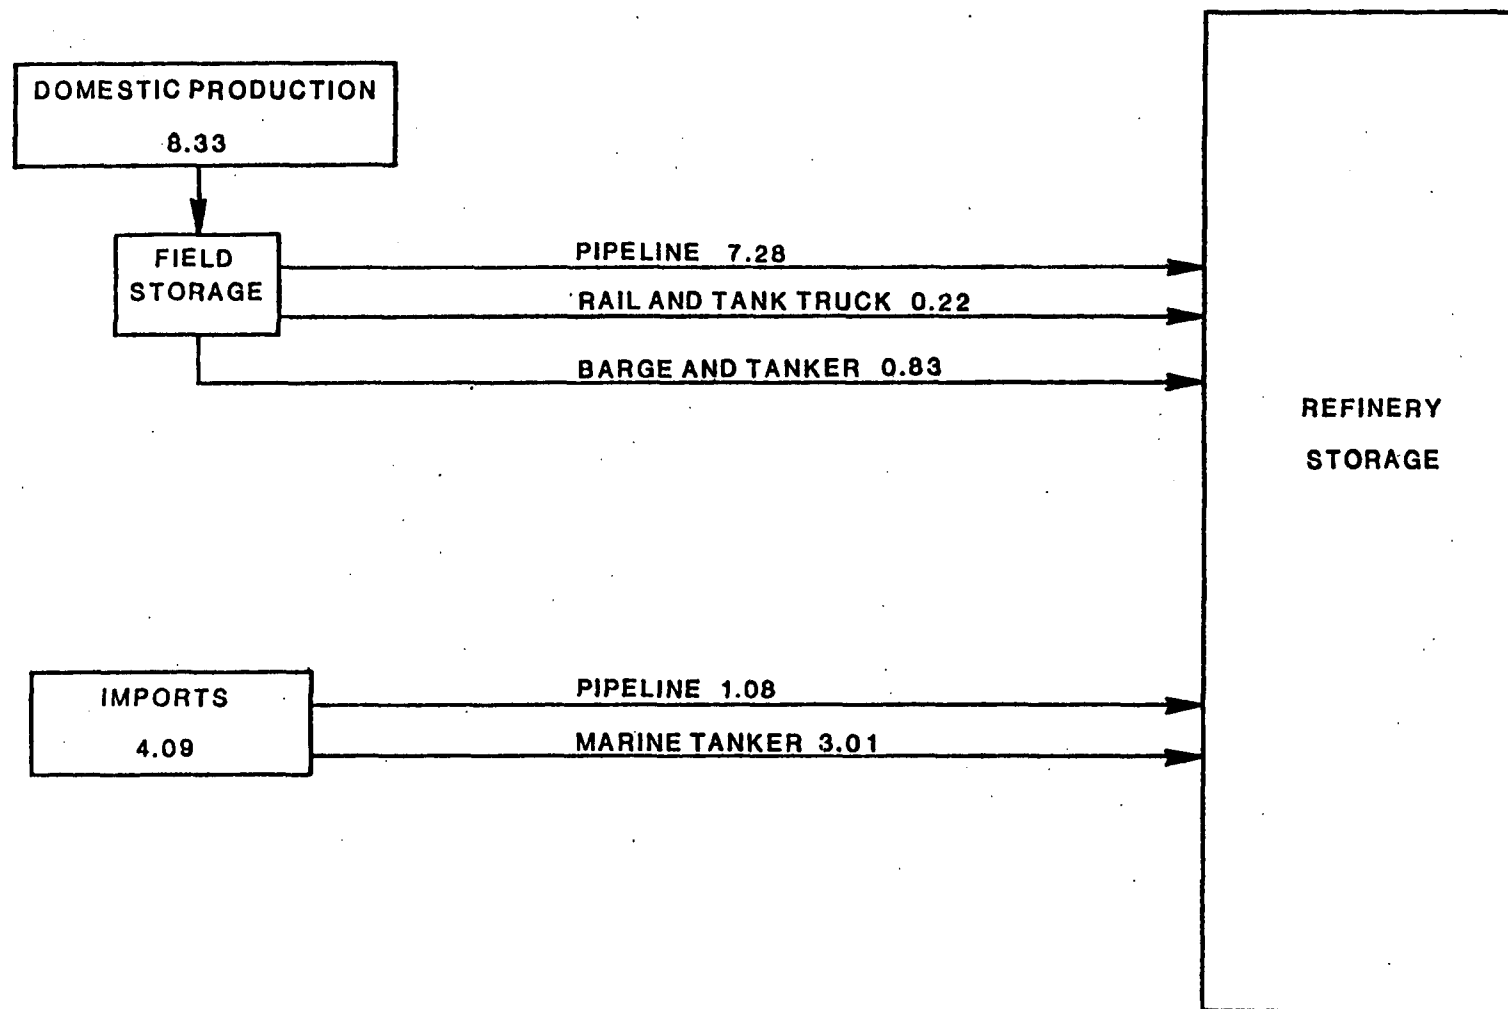 DOMESTIC PRODUCTION
8.33
FIELD
STORAGE
PIPELINE 7.28
RAIL AND TANK TRUCK 0.22
BARGE AND TANKER 0.83
REFINERY
STORAGE
IMPORTS
4.09
PIPELINE 1.08
MARINE TANKER 3.01